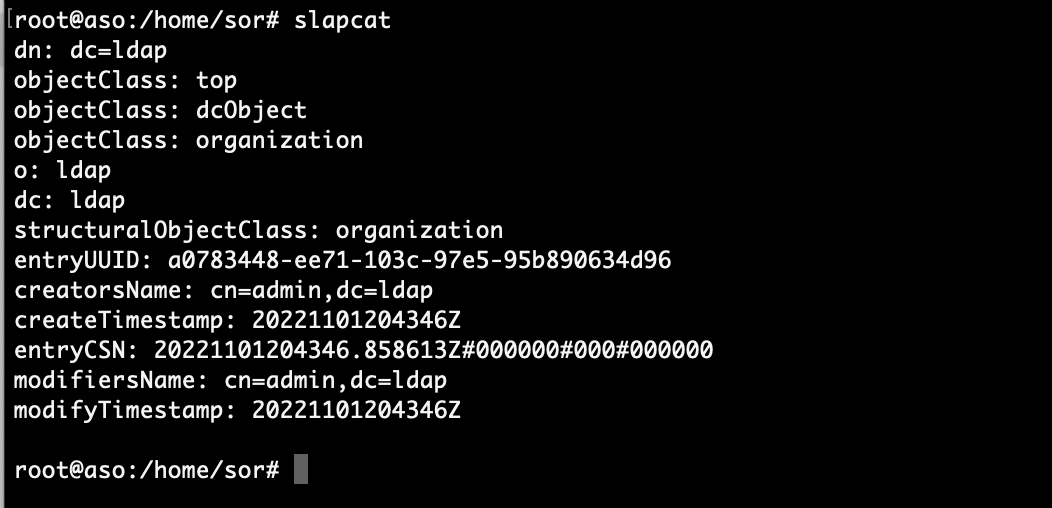 root@aso:/home/sor# slapcat
dn: dc=ldap
objectClass: top
objectClass: dcObject
objectClass: organization
o: ldap
dc: ldap
structuralObjectClass: organization
entryUUID: a0783448-ee71-103c-97e5-95b890634d96
creatorsName: cn=admin,dc=ldap
createTimestamp: 20221101204346Z
entryCSN: 20221101204346.858613Z#000000#000#000000
modifiersName: cn=admin,dc=ldap
modifyTimestamp: 20221101204346Z
root@aso:/home/sor#